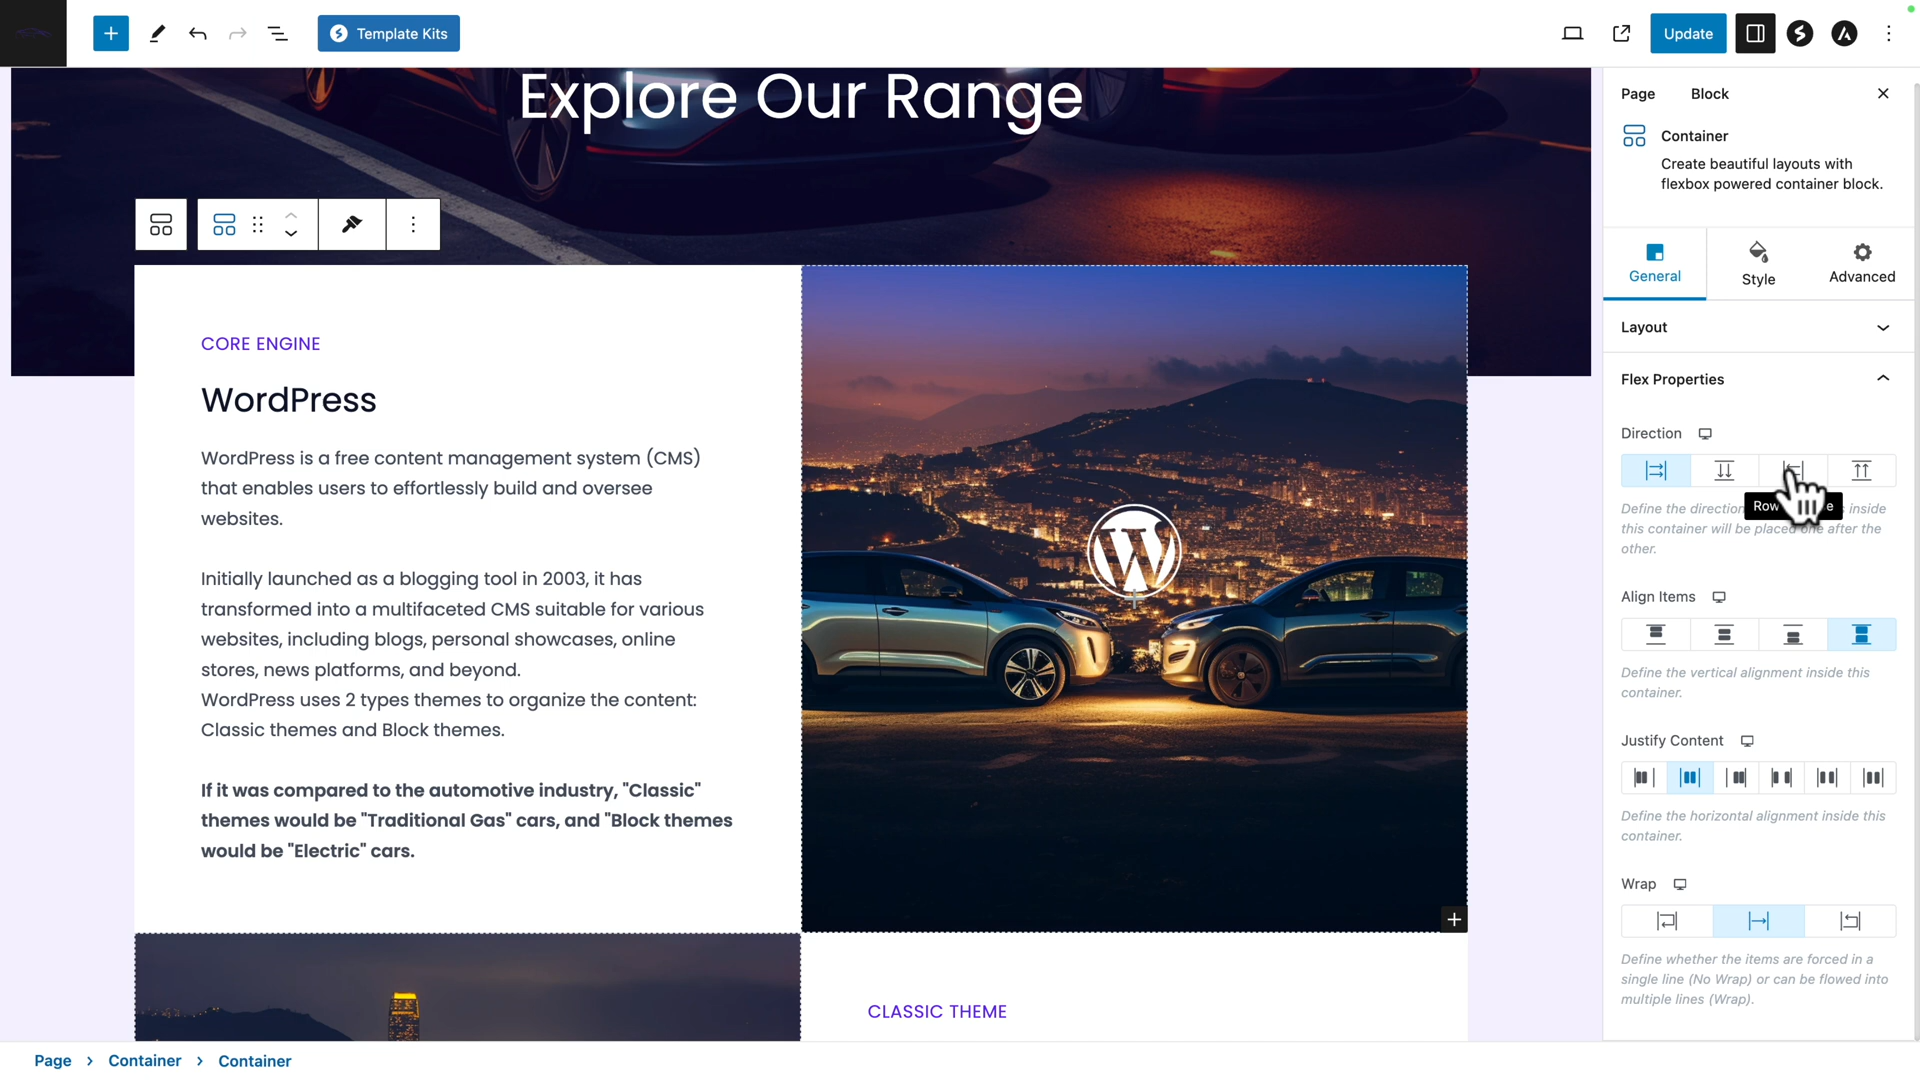 Template Kits
Update
Explore Our Range
Page
Block
Container
Create beautiful layouts with
flexbox powered container block.
General
Style
Advanced
Layout
Flex Properties
Direction
Row
Define the direction inside
this container will be placed one after the
other.
Align Items
Define the vertical alignment inside this
container.
Justify Content
Define the horizontal alignment inside this
container.
Wrap
Define whether the items are forced in a
single line (No Wrap) or can be flowed into
multiple lines (Wrap).
CORE ENGINE
WordPress
WordPress is a free content management system (CMS)
that enables users to effortlessly build and oversee
websites.
Initially launched as a blogging tool in 2003, it has
transformed into a multifaceted CMS suitable for various
websites, including blogs, personal showcases, online
stores, news platforms, and beyond.
WordPress uses 2 types themes to organize the content:
Classic themes and Block themes.
If it was compared to the automotive industry, "Classic"
themes would be "Traditional Gas" cars, and "Block themes
would be "Electric" cars.
CLASSIC THEME
Page > Container > Container